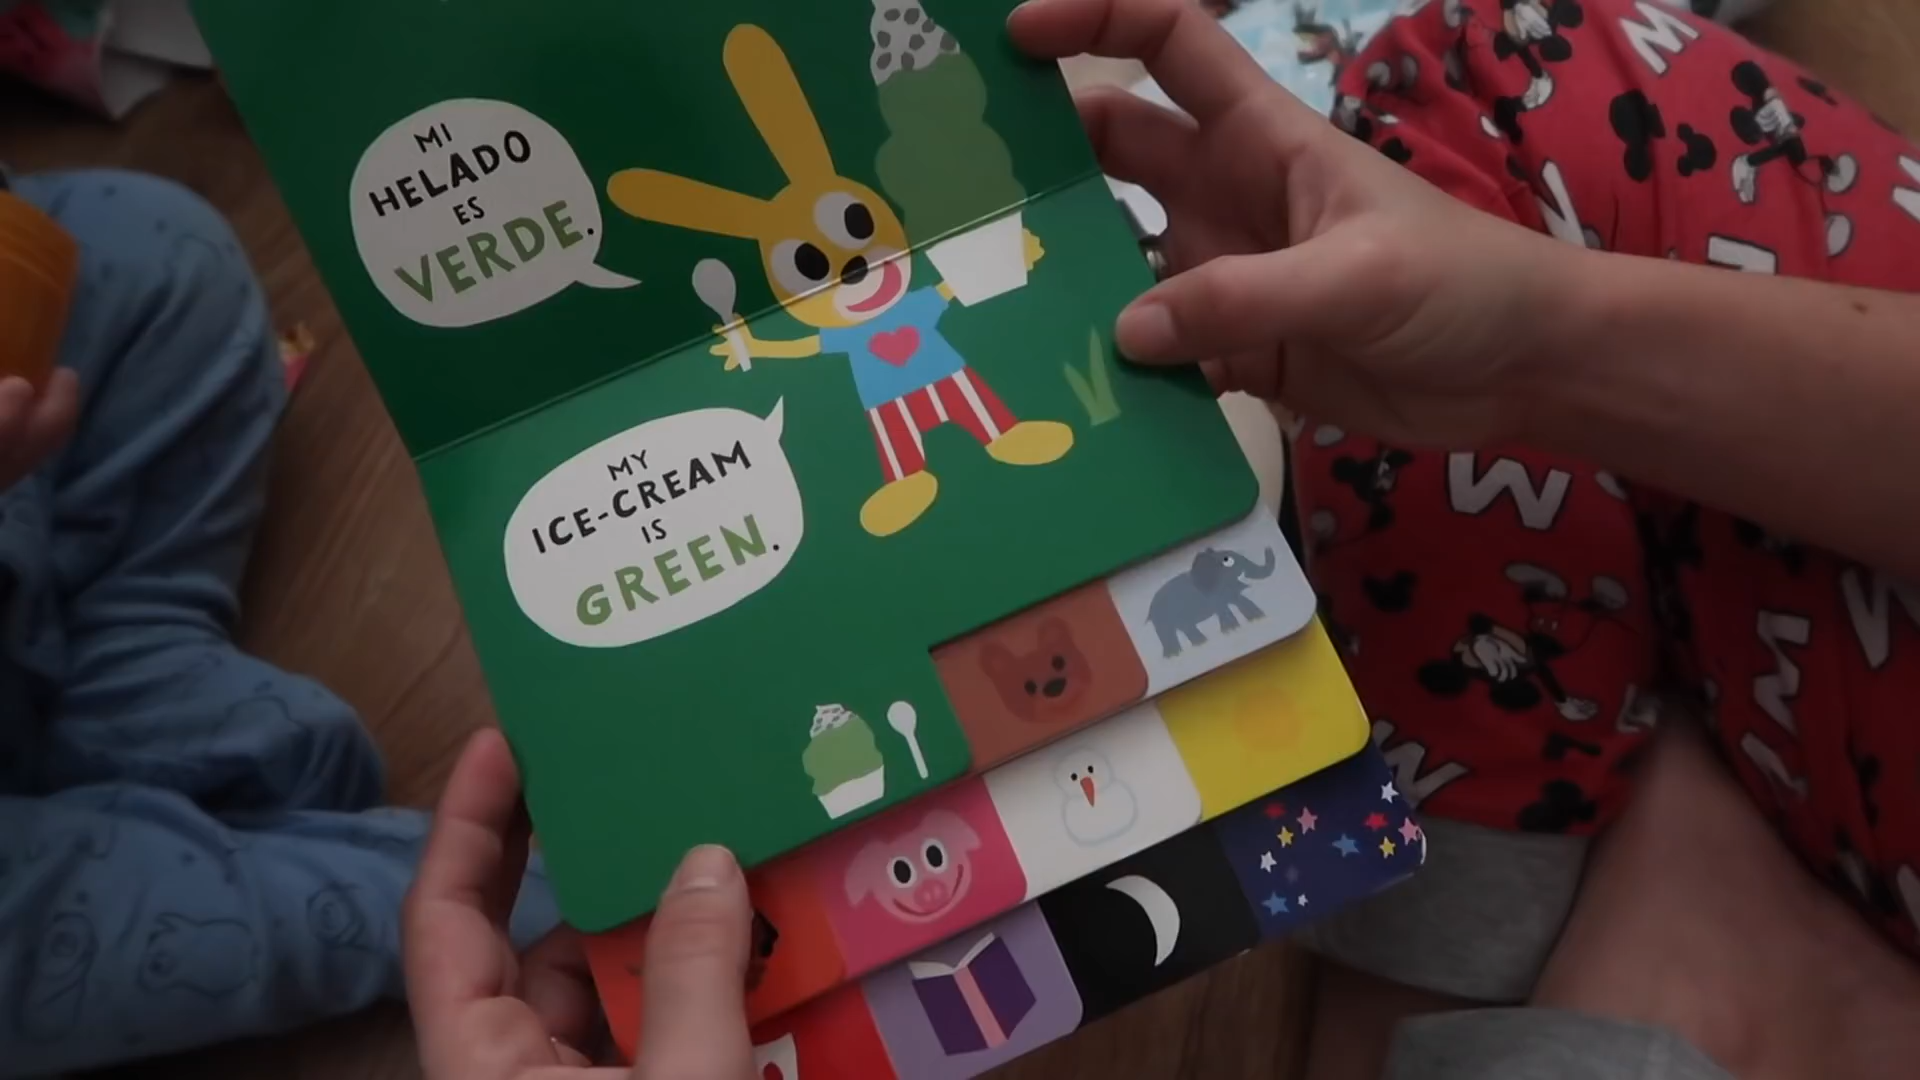 MI
HELADO
ES
VERDE.
MY
ICE-CREAM
IS
GREEN.